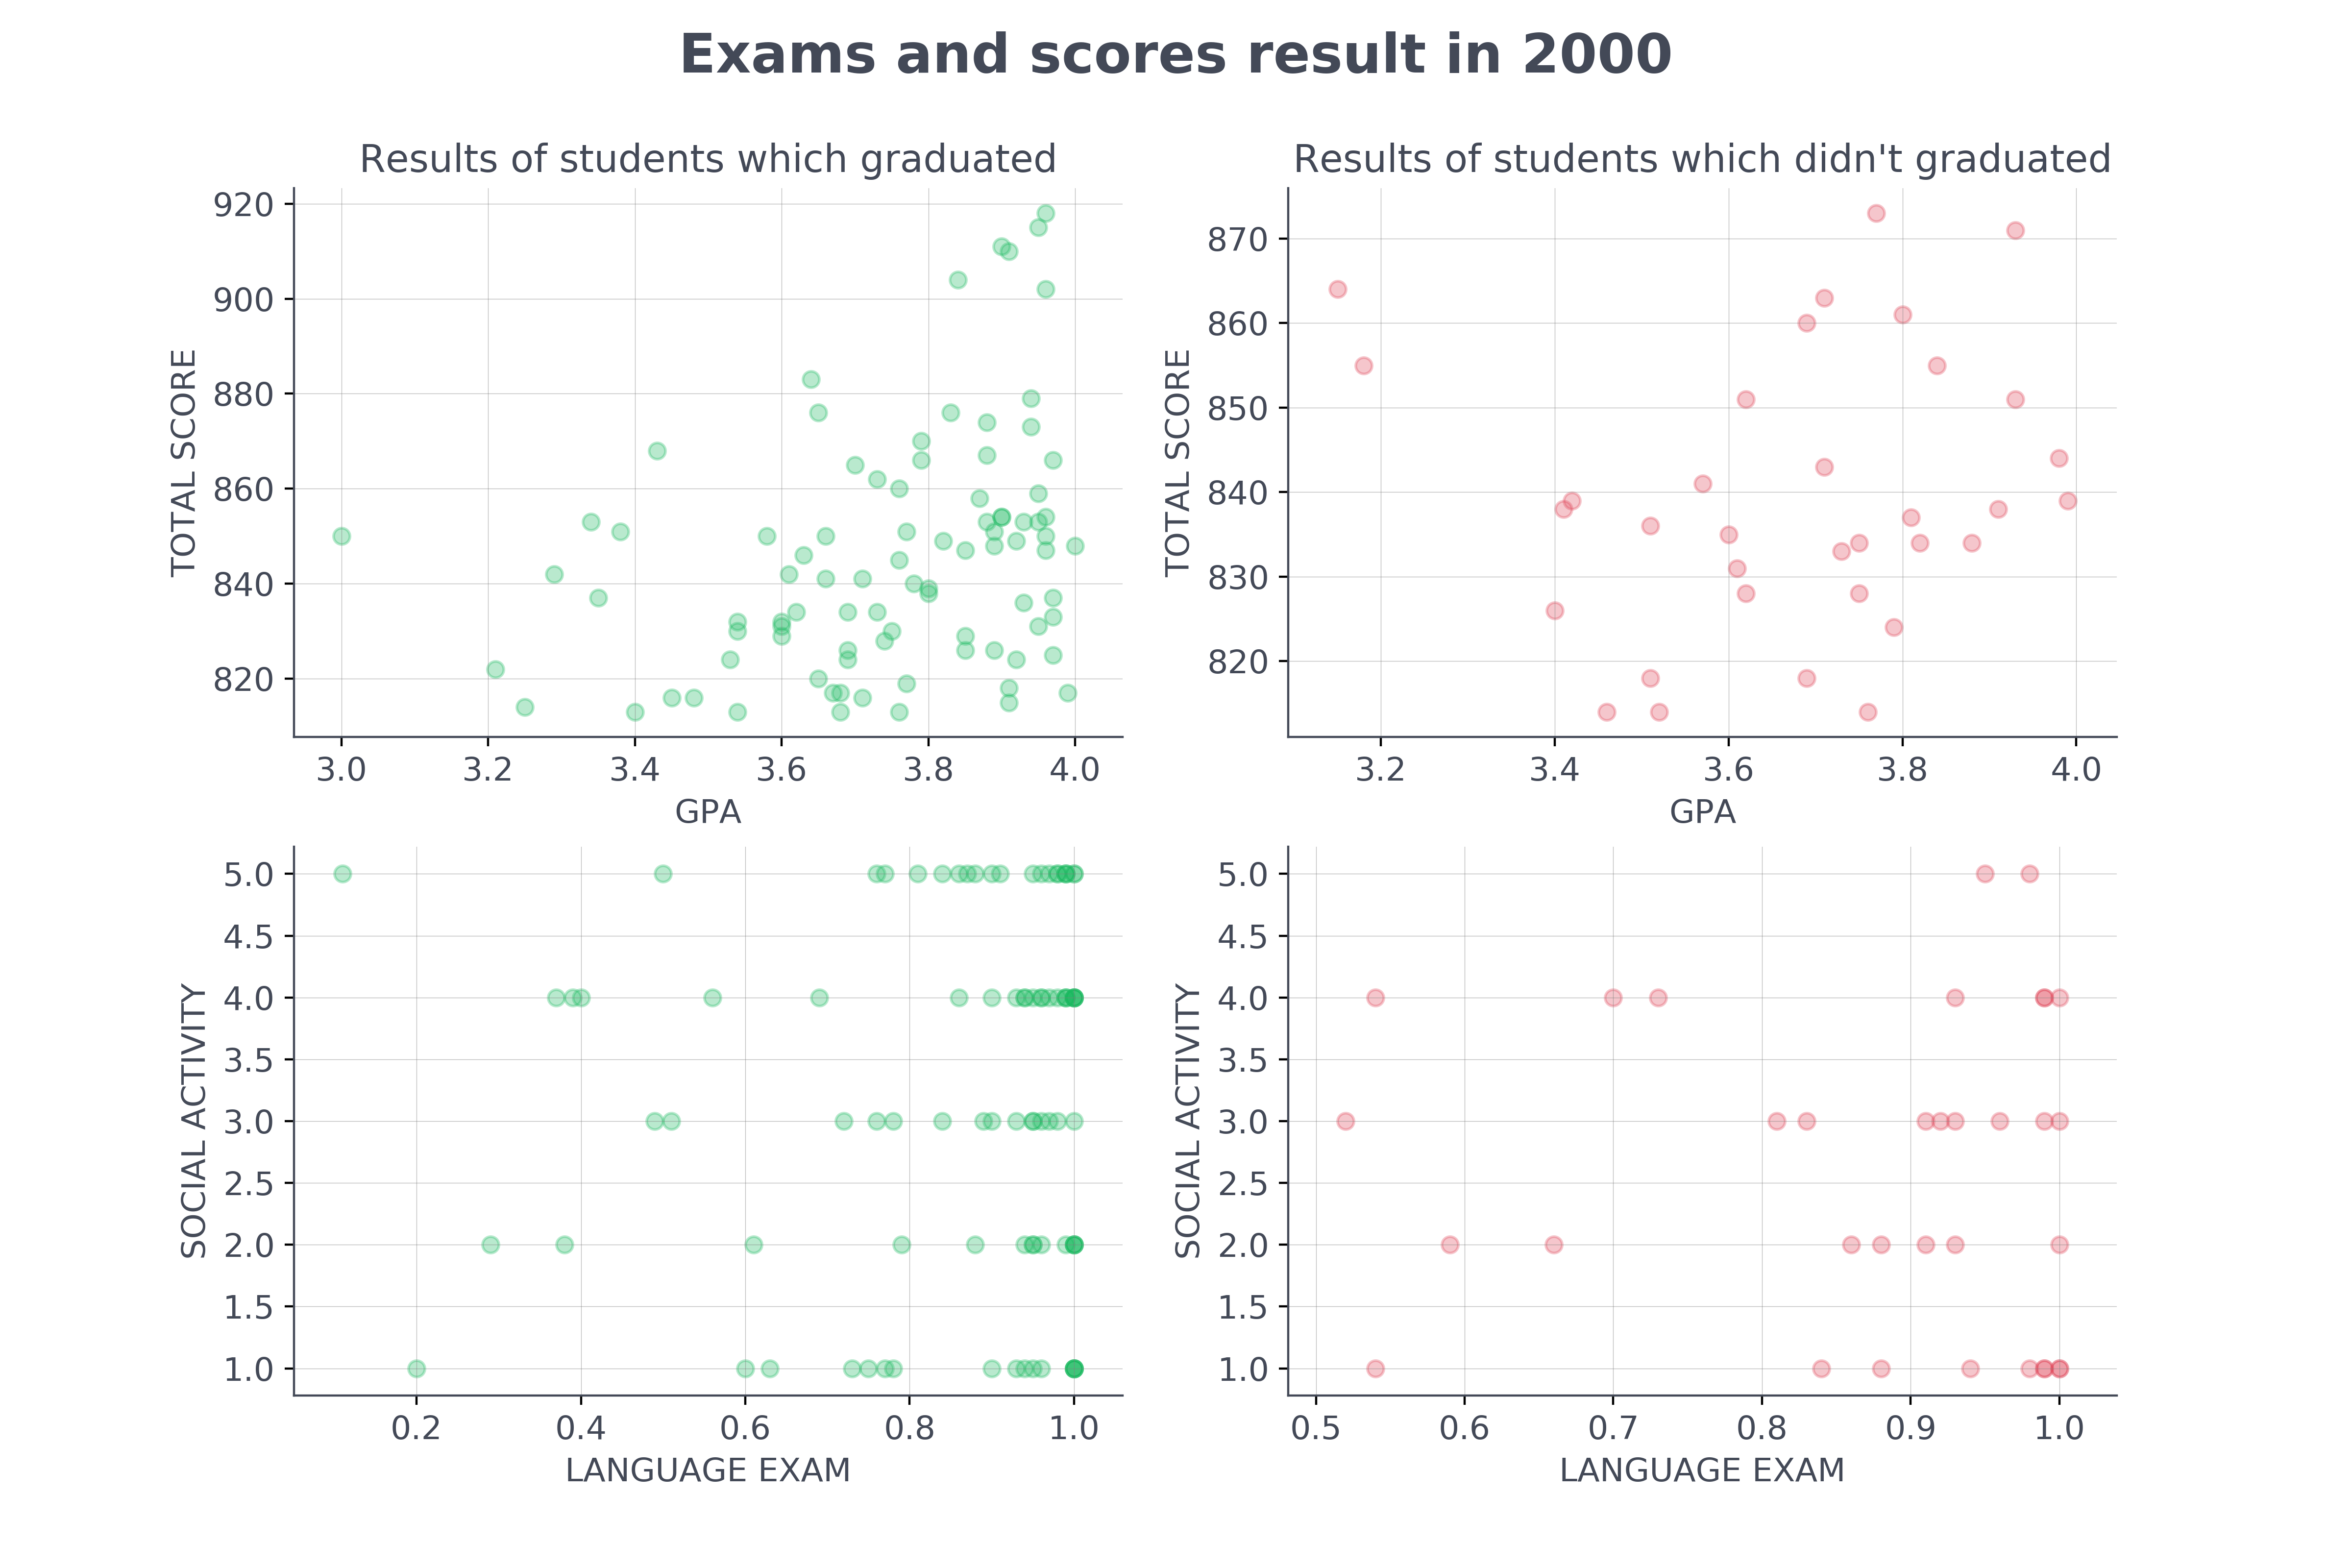 Exams and scores result in 2000
Results of students which graduated
920
900
880
860
840
820
TOTAL SCORE
3.0 3.2 3.4 3.6 3.8 4.0
GPA
Results of students which didn't graduated
870
860
850
840
830
820
TOTAL SCORE
3.2 3.4 3.6 3.8 4.0
GPA
5.0
4.5
4.0
3.5
3.0
2.5
2.0
1.5
1.0
SOCIAL ACTIVITY
0.2 0.4 0.6 0.8 1.0
LANGUAGE EXAM
5.0
4.5
4.0
3.5
3.0
2.5
2.0
1.5
1.0
SOCIAL ACTIVITY
0.5 0.6 0.7 0.8 0.9 1.0
LANGUAGE EXAM